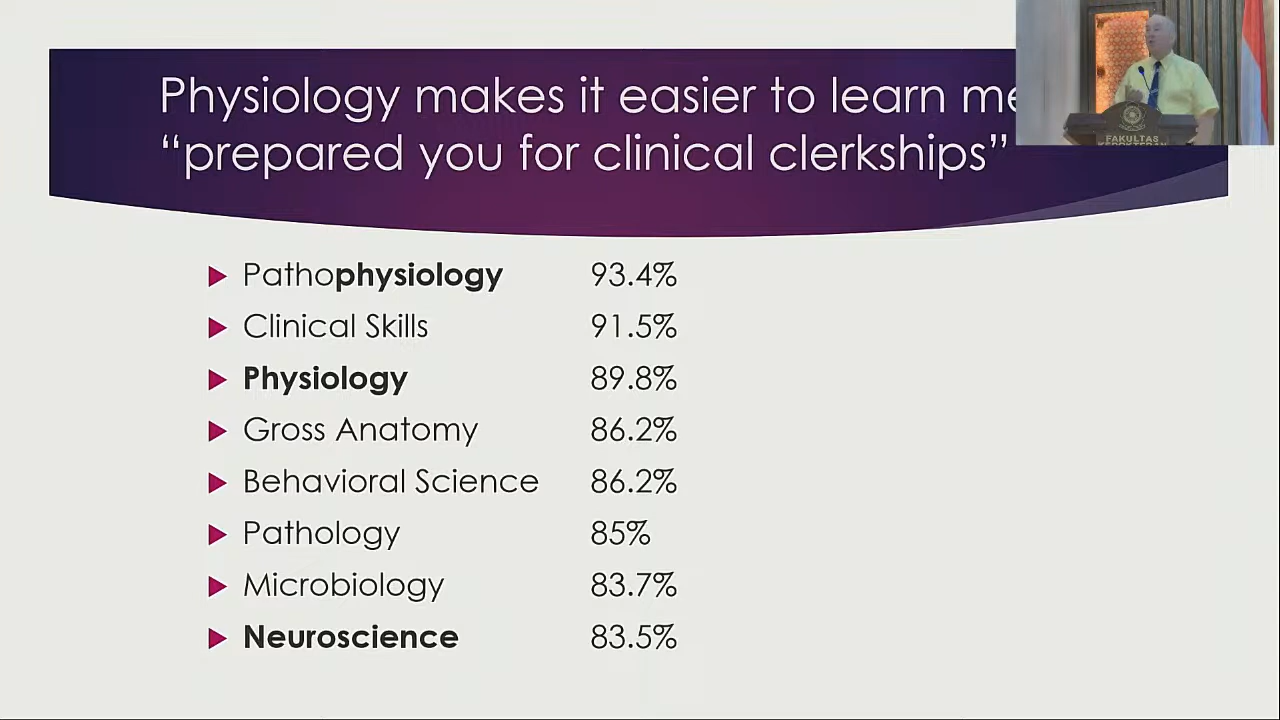 Physiology makes it easier to learn
“prepared you for clinical clerkships”
Pathophysiology 93.4%
Clinical Skills 91.5%
Physiology 89.8%
Gross Anatomy 86.2%
Behavioral Science 86.2%
Pathology 85%
Microbiology 83.7%
Neuroscience 83.5%
FAKULTAS